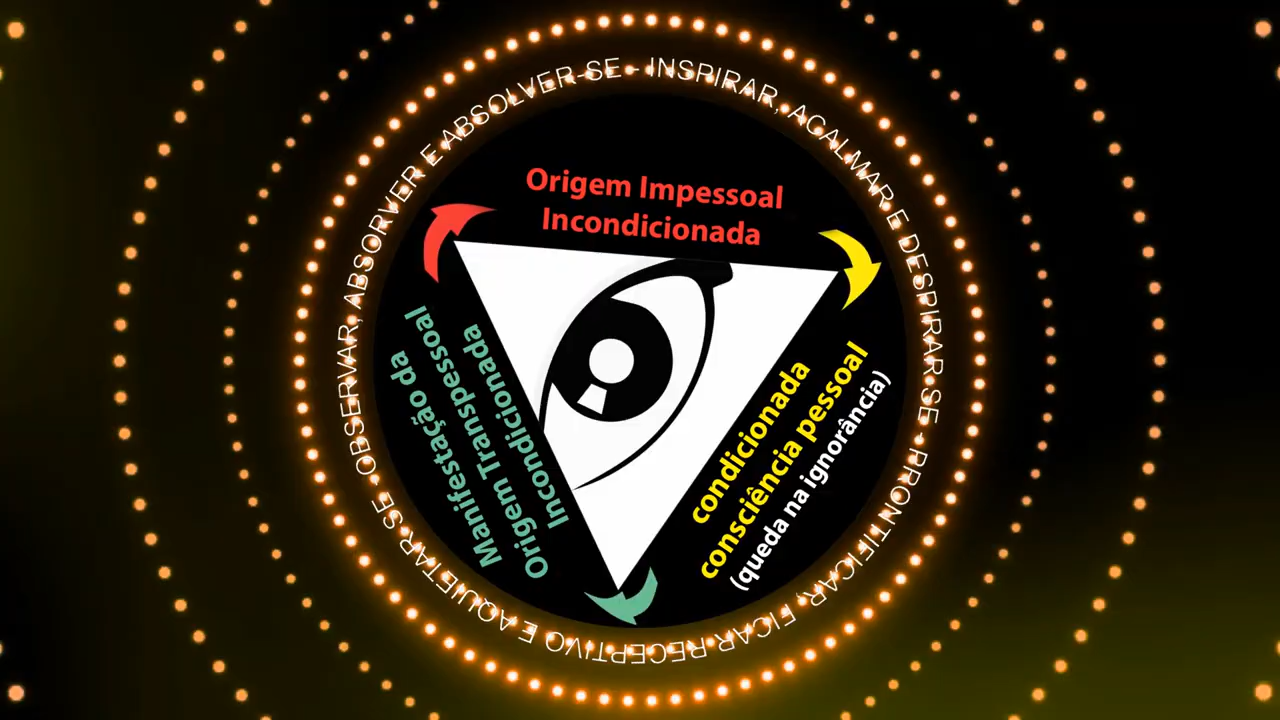 INSPIRAR, ACALMAR E DESPIRAR-SE - PRONTIFICAR, FICAR RECEPTIVO E AQUIETAR-SE -OBSERVAR, ABSORVER E ABSOLVER-SE -
Origem Impessoal
Incondicionada
condicionada
consciência pessoal
(queda na ignorância)
Manifestação da
Origem Transpessoal
Incondicionada